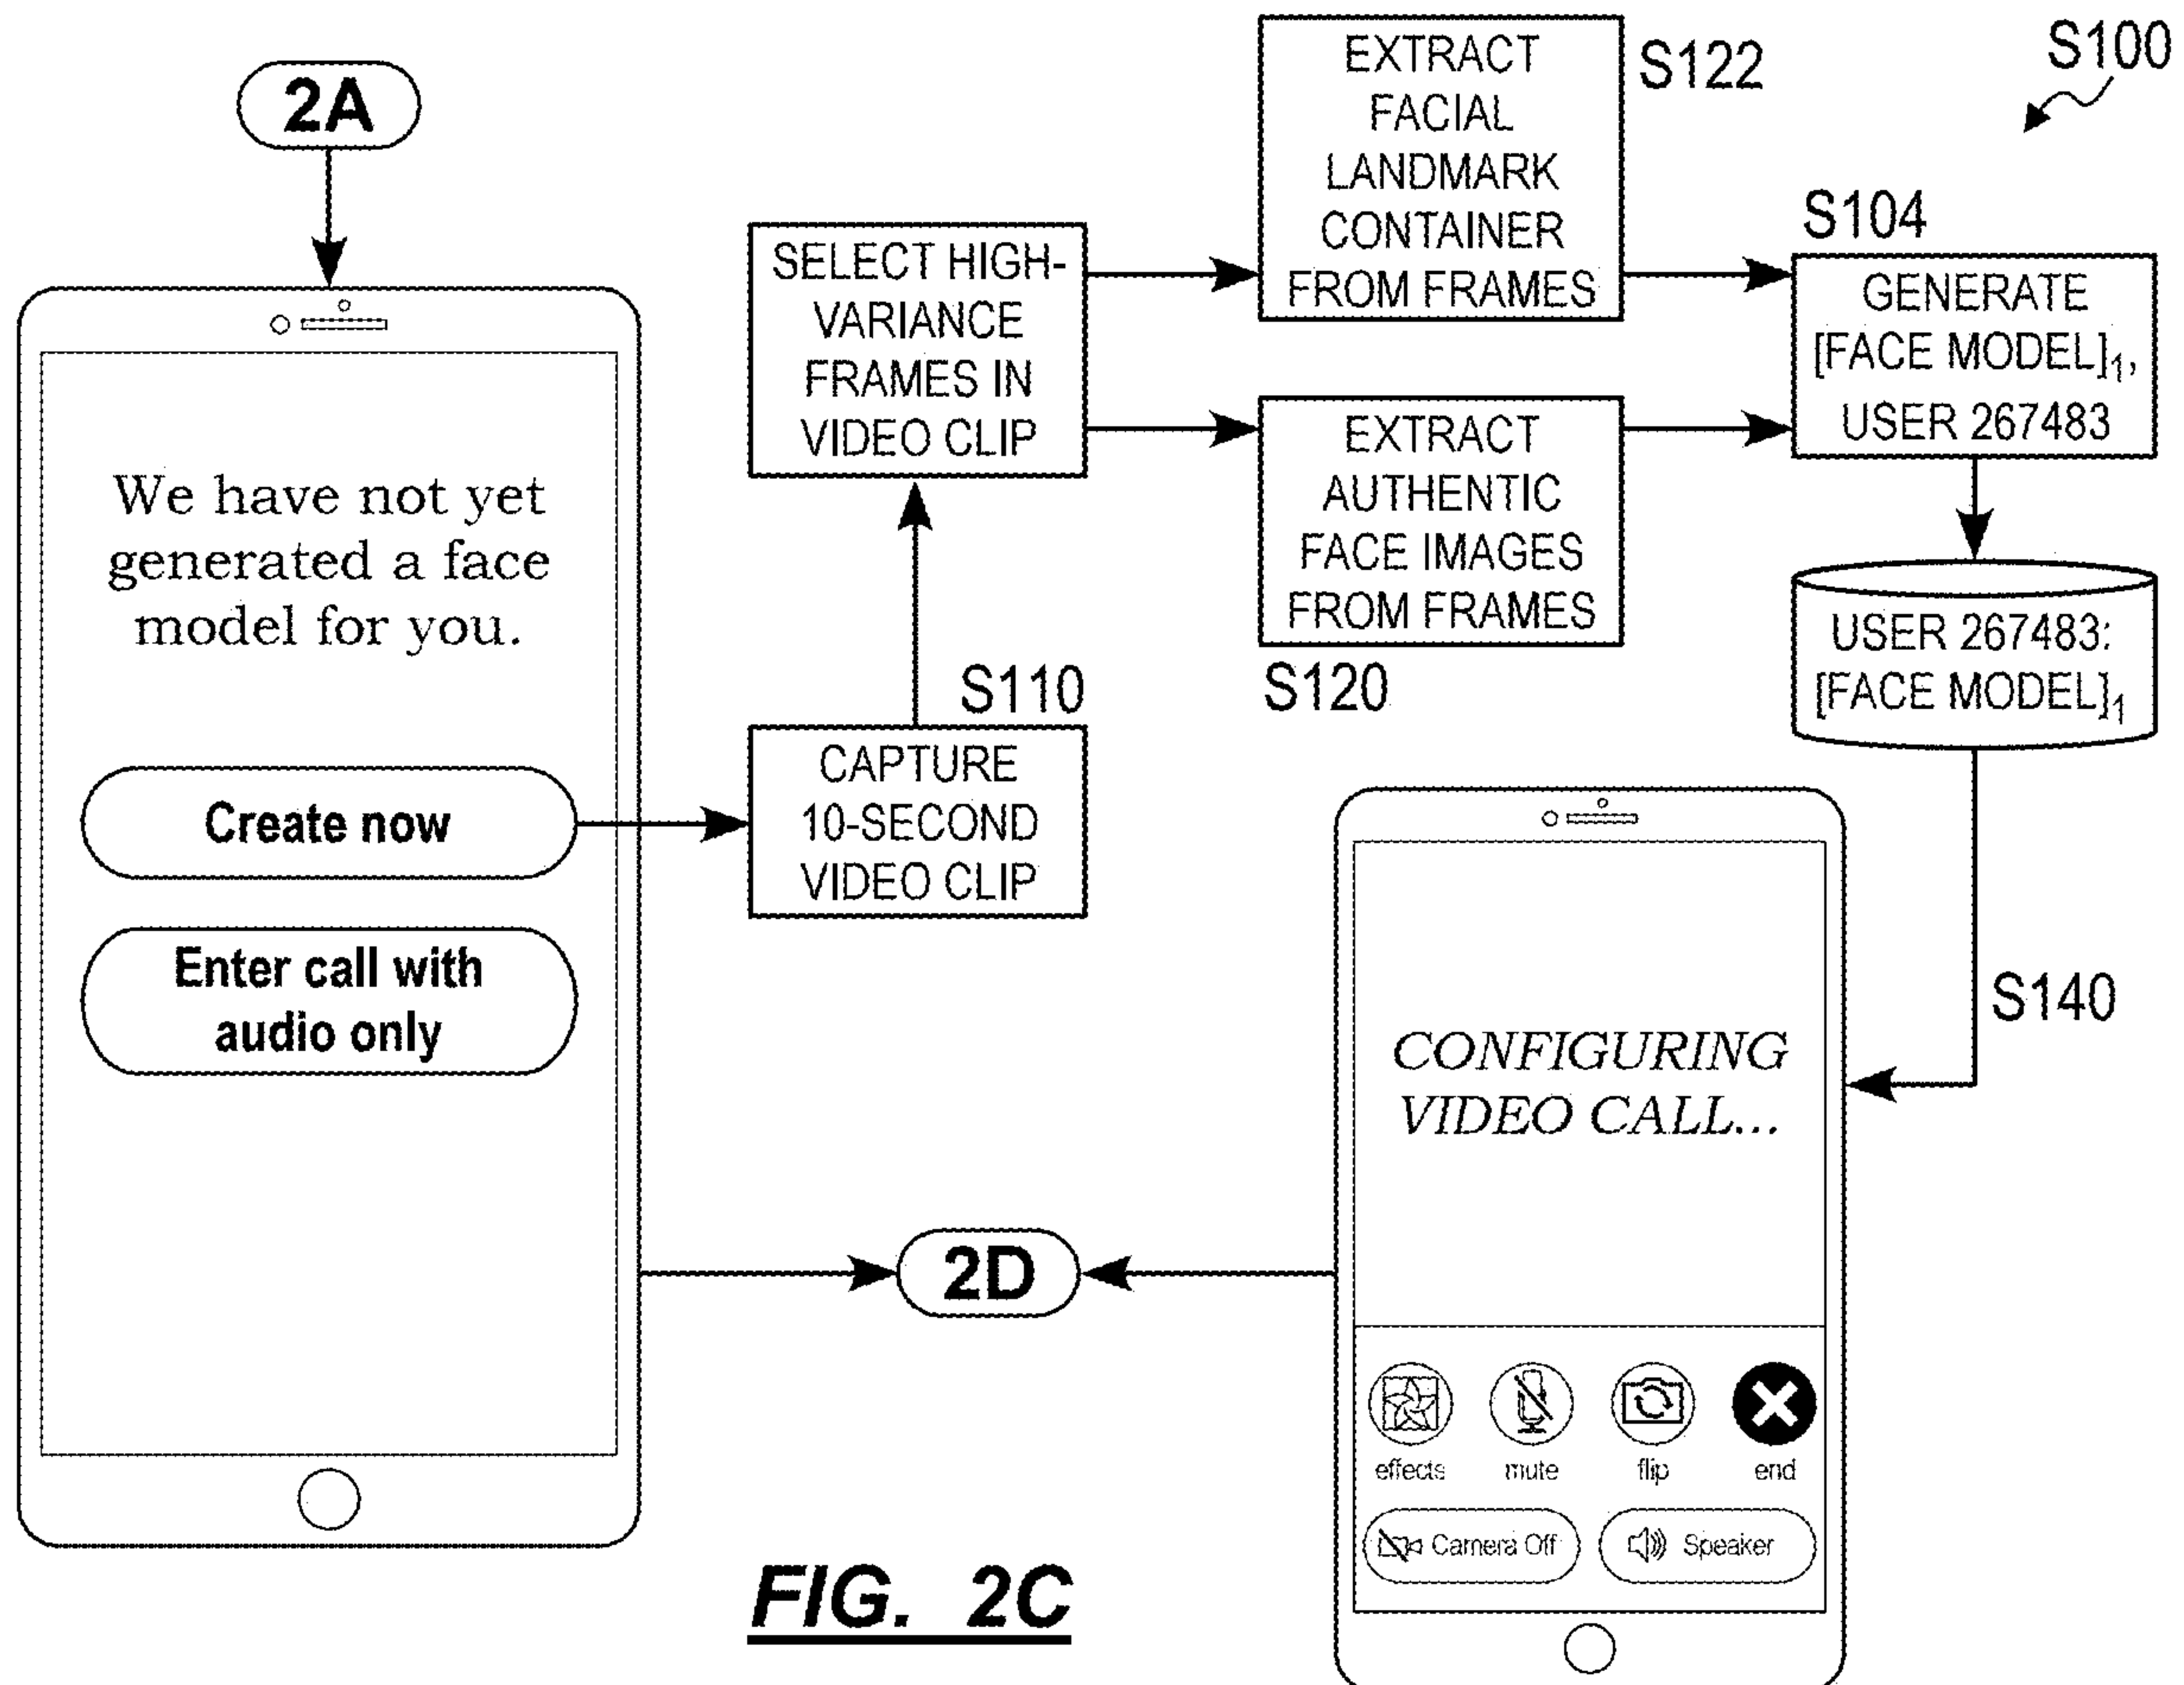 2A
We have not yet
generated a face
model for you.
Create now
Enter call with
audio only
S110
CAPTURE
10-SECOND
VIDEO CLIP
SELECT HIGH-
VARIANCE
FRAMES IN
VIDEO CLIP
EXTRACT
FACIAL
LANDMARK
CONTAINER
FROM FRAMES
S122
EXTRACT
AUTHENTIC
FACE IMAGES
FROM FRAMES
S120
S100
S104
GENERATE
[FACE MODEL]1,
USER 267483
USER 267483:
[FACE MODEL]1
S140
CONFIGURING
VIDEO CALL...
effects mute flip end
Camera Off Speaker
2D
FIG. 2C